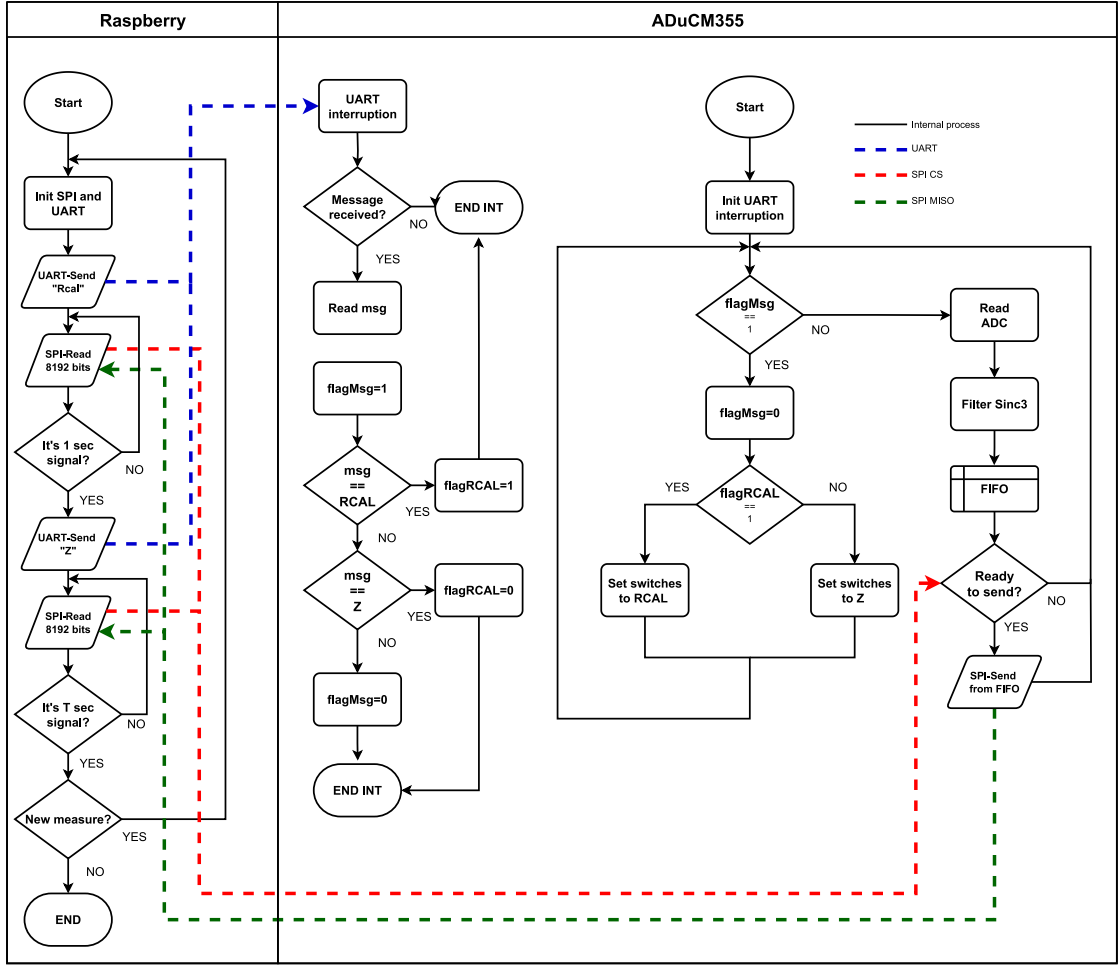 Raspberry
ADuCM355
Start
Init SPI and
UART
UART-Send
"Rcal"
SPI-Read
8192 bits
It's 1 sec
signal?
NO
YES
UART-Send
"Z"
SPI-Read
8192 bits
It's T sec
signal?
NO
YES
New measure?
YES
NO
END
UART
interruption
Message
received?
NO
END INT
YES
Read msg
flagMsg=1
msg
==
RCAL
YES
flagRCAL=1
NO
msg
==
Z
YES
flagRCAL=0
NO
flagMsg=0
END INT
Start
Init UART
interruption
flagMsg
==
1
NO
YES
flagMsg=0
flagRCAL
==
1
YES
NO
Set switches
to RCAL
Set switches
to Z
Read
ADC
Filter Sinc3
FIFO
Ready
to send?
NO
YES
SPI-Send
from FIFO
Internal process
UART
SPI CS
SPI MISO